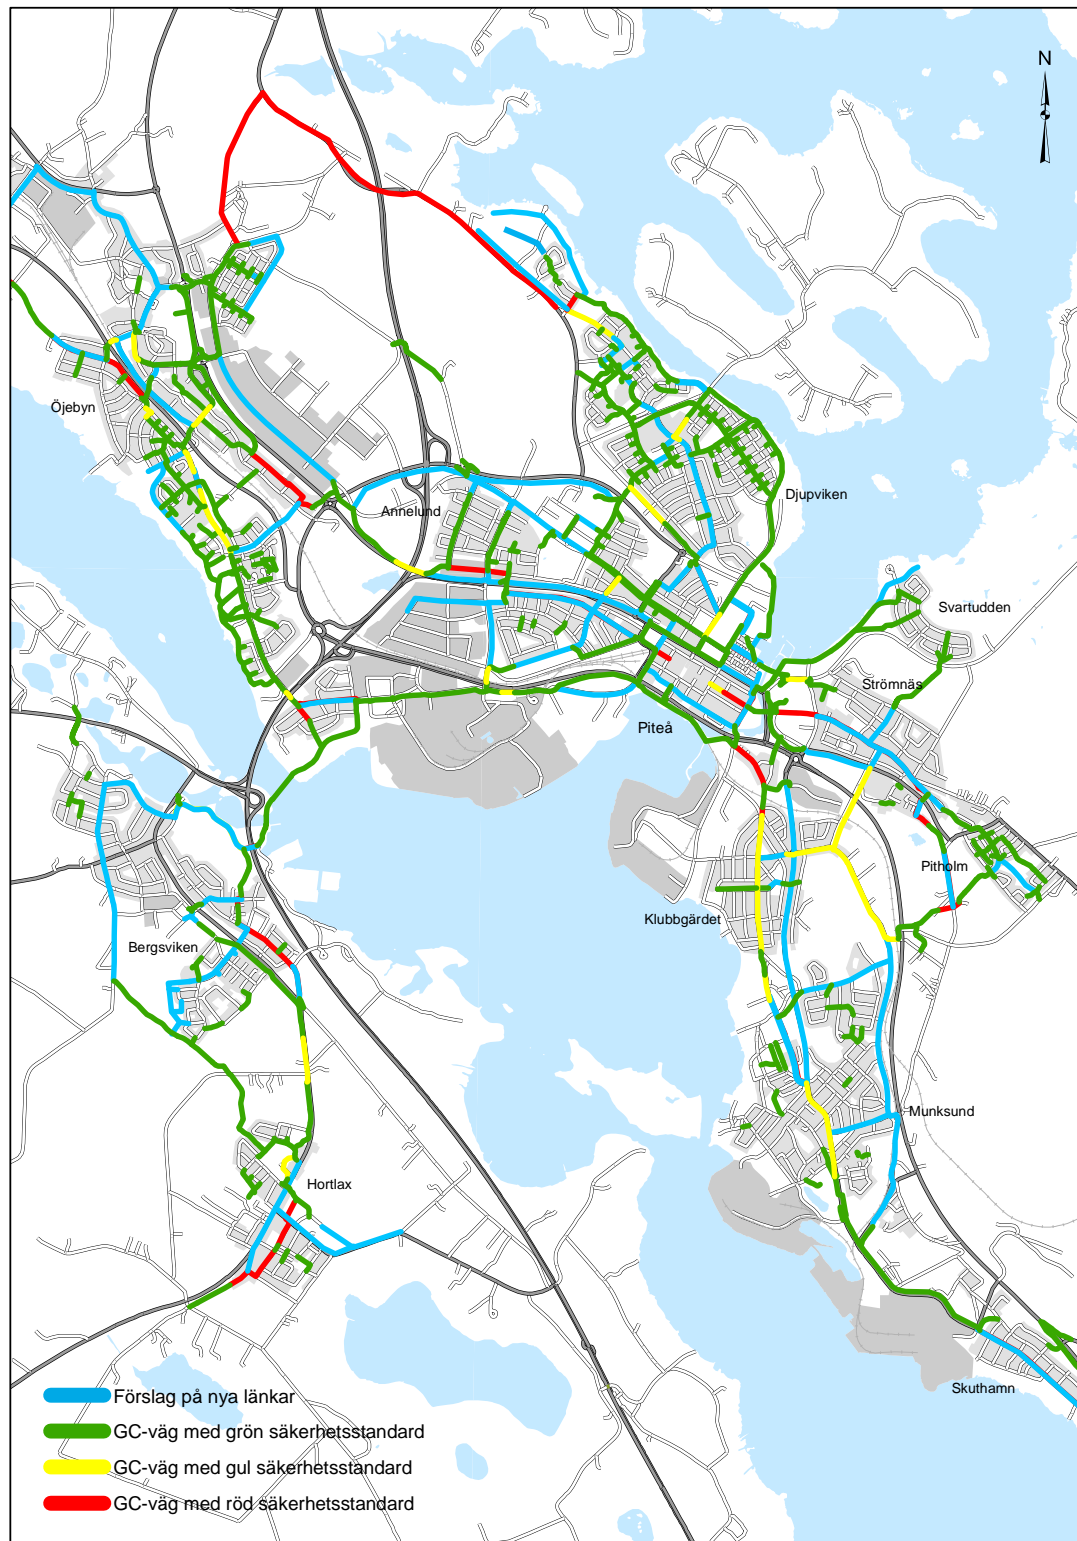 N
Öjebyn
Annelund
Djupviken
Svartudden
Strömnäs
Piteå
Pitholm
Klubbgärdet
Bergsviken
Munksund
Hortlax
Skuthamn
Förslag på nya länkar
GC-väg med grön säkerhetsstandard
GC-väg med gul säkerhetsstandard
GC-väg med röd säkerhetsstandard